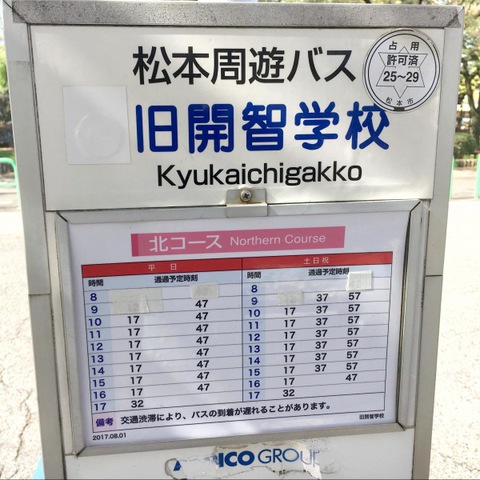 松本周遊バス
占用
許可済
25～29
松本市
旧開智学校
Kyukaichigakko
北コース Northern Course
平日 土日祝
時間 通過予定時刻 時間 通過予定時刻
8 8
9 47 9 37 57
10 17 47 10 17 37 57
11 17 47 11 17 37 57
12 17 47 12 17 37 57
13 17 47 13 17 37 57
14 17 47 14 17 37 57
15 17 47 15 17 37 57
16 17 16 17 47
17 32 17 32
備考 交通渋滞により、バスの到着が遅れることがあります。
2017.08.01 旧開智学校
ICO GROUP